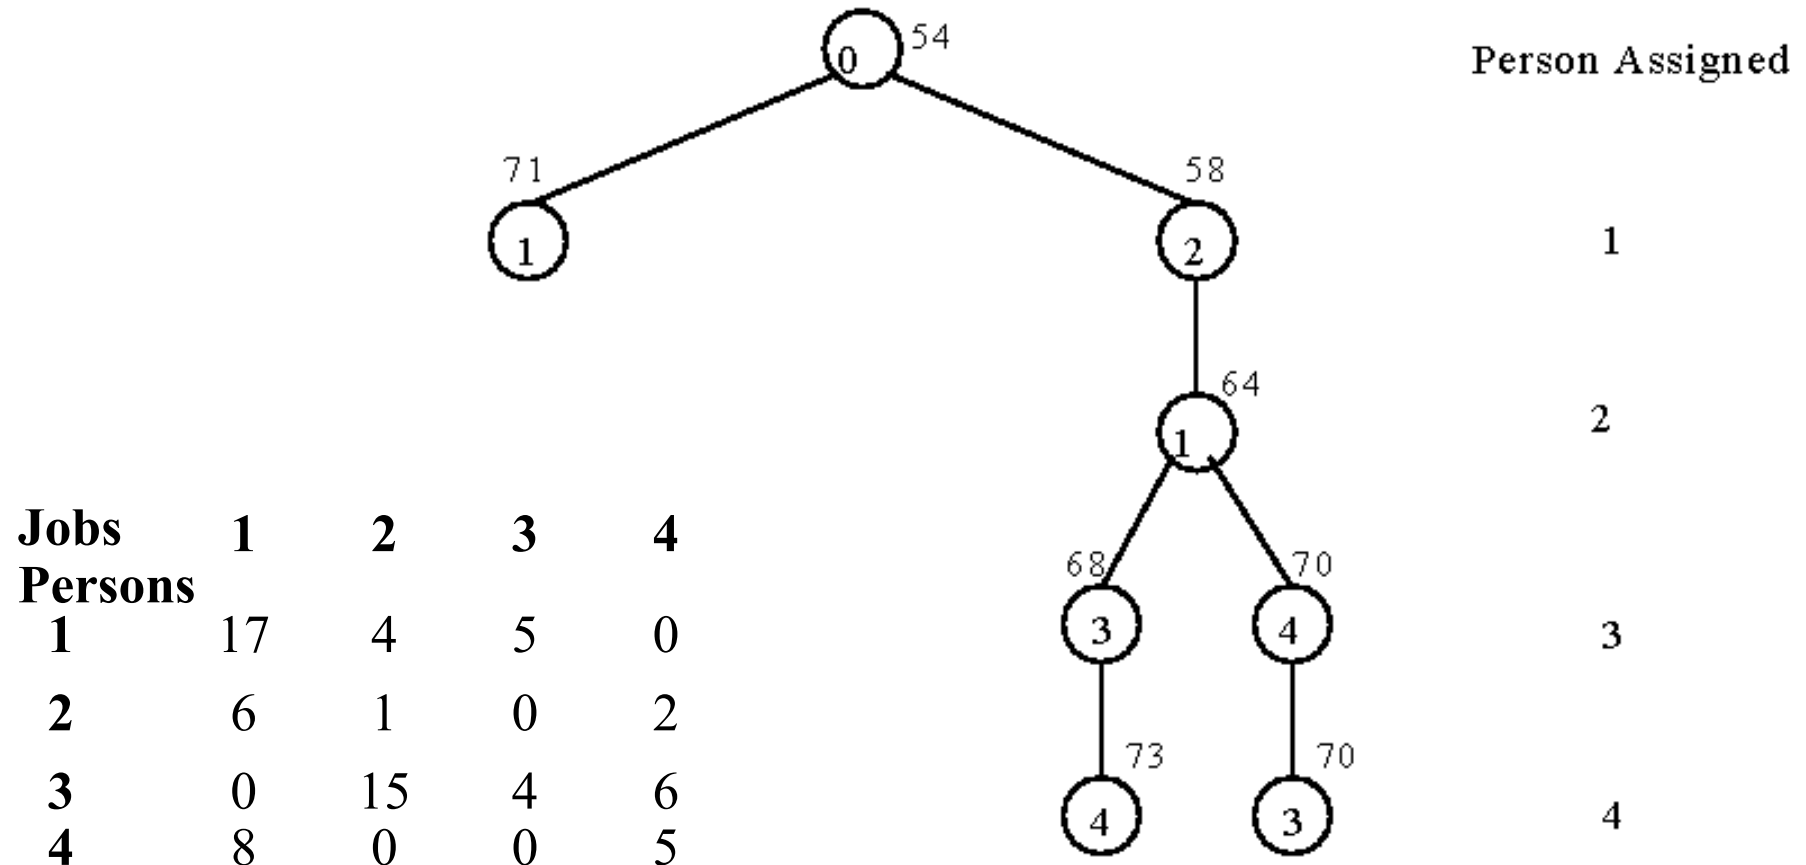 0 54 Person Assigned
71 58
1 2 1
64
1 2
Jobs 1 2 3 4
68 70
Persons
1 17 4 5 0
3 4 3
2 6 1 0 2
73 70
3 0 15 4 6
4 3 4
4 8 0 0 5